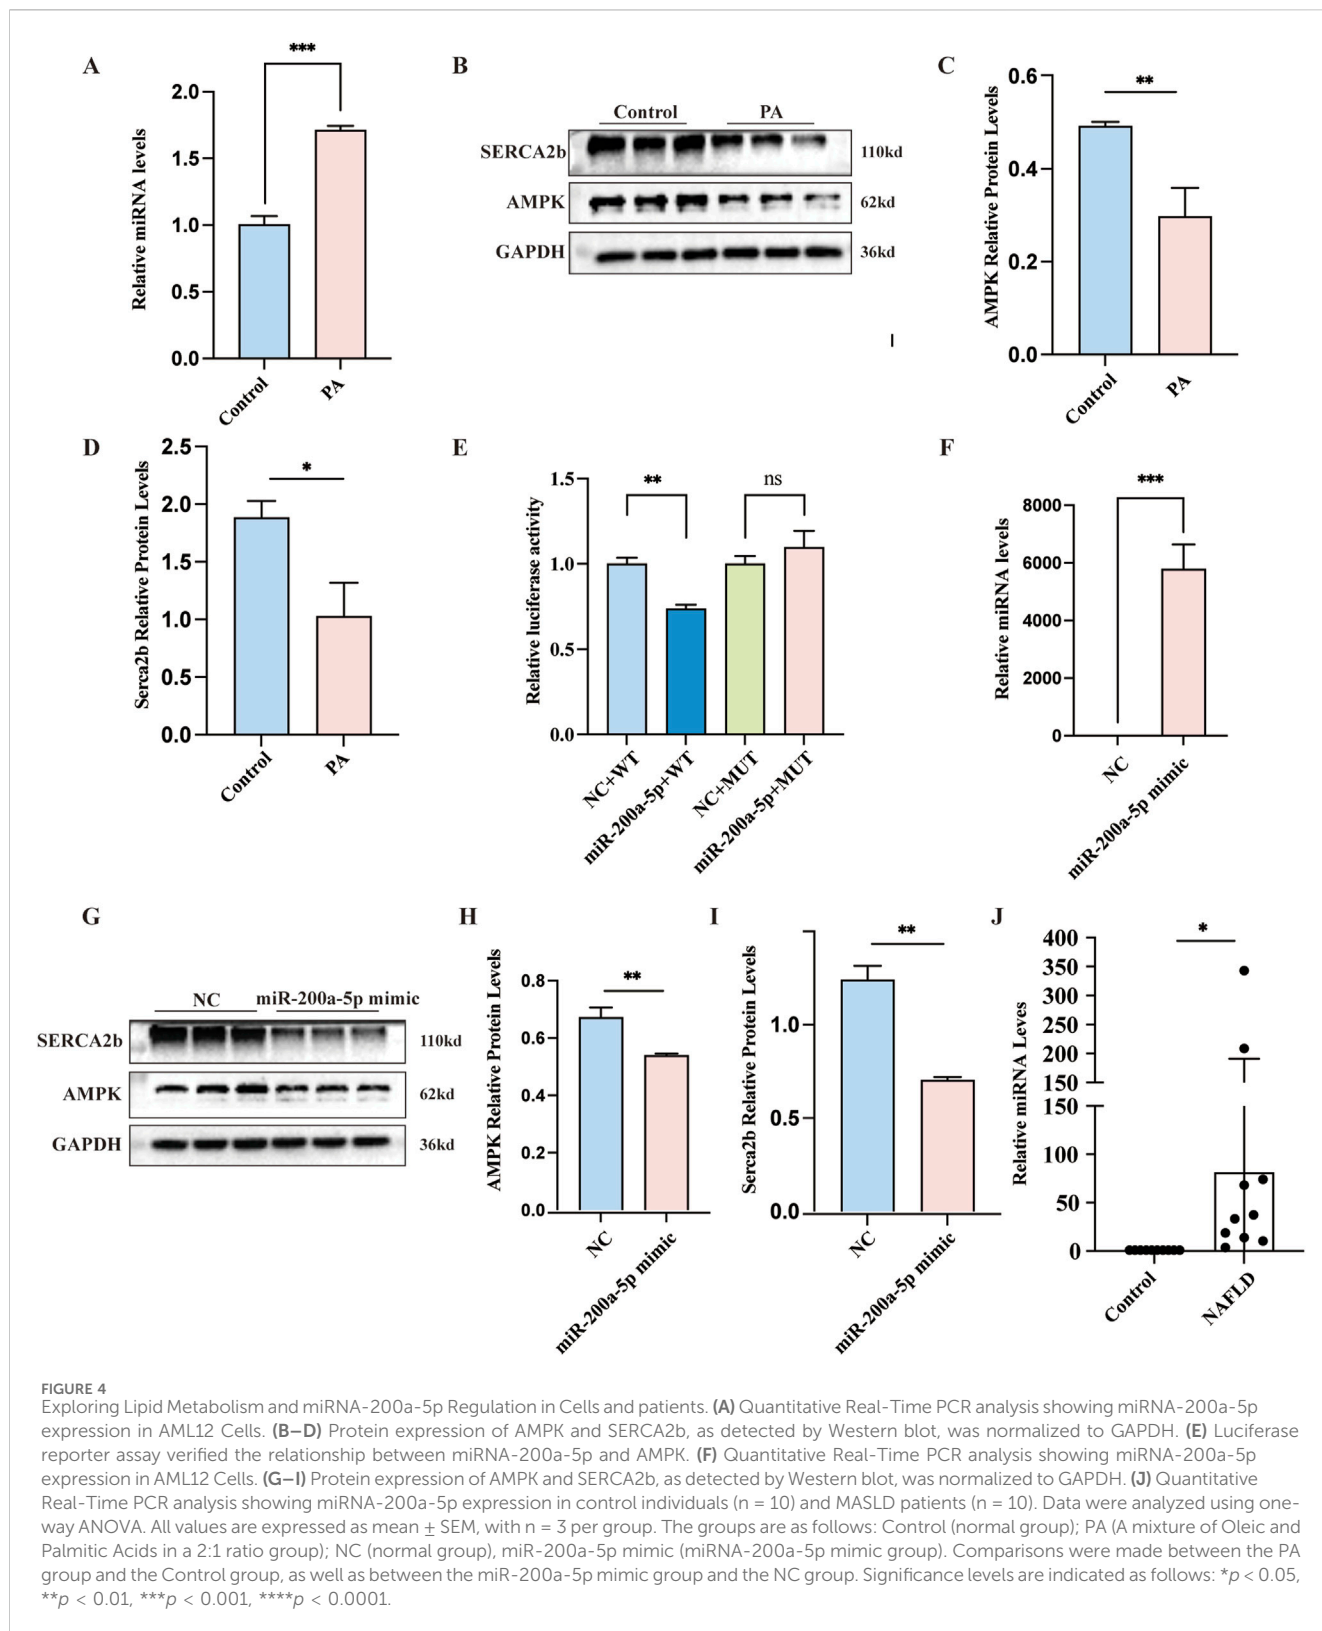 A
***
Relative miRNA levels
2.0
1.5
1.0
0.5
0.0
Control
PA
B
Control
PA
SERCA2b
110kd
AMPK
62kd
GAPDH
36kd
C
**
AMPK Relative Protein Levels
0.6
0.4
0.2
0.0
Control
PA
D
*
Serca2b Relative Protein Levels
2.5
2.0
1.5
1.0
0.5
0.0
Control
PA
E
**
ns
Relative luciferase activity
1.5
1.0
0.5
0.0
NC+WT
miR-200a-5p+WT
NC+MUT
miR-200a-5p+MUT
F
***
Relative miRNA levels
8000
6000
4000
2000
0
NC
miR-200a-5p mimic
G
NC
miR-200a-5p mimic
SERCA2b
110kd
AMPK
62kd
GAPDH
36kd
H
**
AMPK Relative Protein Levels
0.8
0.6
0.4
0.2
0.0
NC
miR-200a-5p mimic
I
**
Serca2b Relative Protein Levels
1.0
0.5
0.0
NC
miR-200a-5p mimic
J
*
Relative miRNA Leves
400
350
300
250
200
150
150
100
50
0
Control
NAFLD
FIGURE 4
Exploring Lipid Metabolism and miRNA-200a-5p Regulation in Cells and patients. (A) Quantitative Real-Time PCR analysis showing miRNA-200a-5p
expression in AML12 Cells. (B–D) Protein expression of AMPK and SERCA2b, as detected by Western blot, was normalized to GAPDH. (E) Luciferase
reporter assay verified the relationship between miRNA-200a-5p and AMPK. (F) Quantitative Real-Time PCR analysis showing miRNA-200a-5p
expression in AML12 Cells. (G–I) Protein expression of AMPK and SERCA2b, as detected by Western blot, was normalized to GAPDH. (J) Quantitative
Real-Time PCR analysis showing miRNA-200a-5p expression in control individuals (n = 10) and MASLD patients (n = 10). Data were analyzed using one-
way ANOVA. All values are expressed as mean ± SEM, with n = 3 per group. The groups are as follows: Control (normal group); PA (A mixture of Oleic and
Palmitic Acids in a 2:1 ratio group); NC (normal group), miR-200a-5p mimic (miRNA-200a-5p mimic group). Comparisons were made between the PA
group and the Control group, as well as between the miR-200a-5p mimic group and the NC group. Significance levels are indicated as follows: *p < 0.05,
**p < 0.01, ***p < 0.001, ****p < 0.0001.